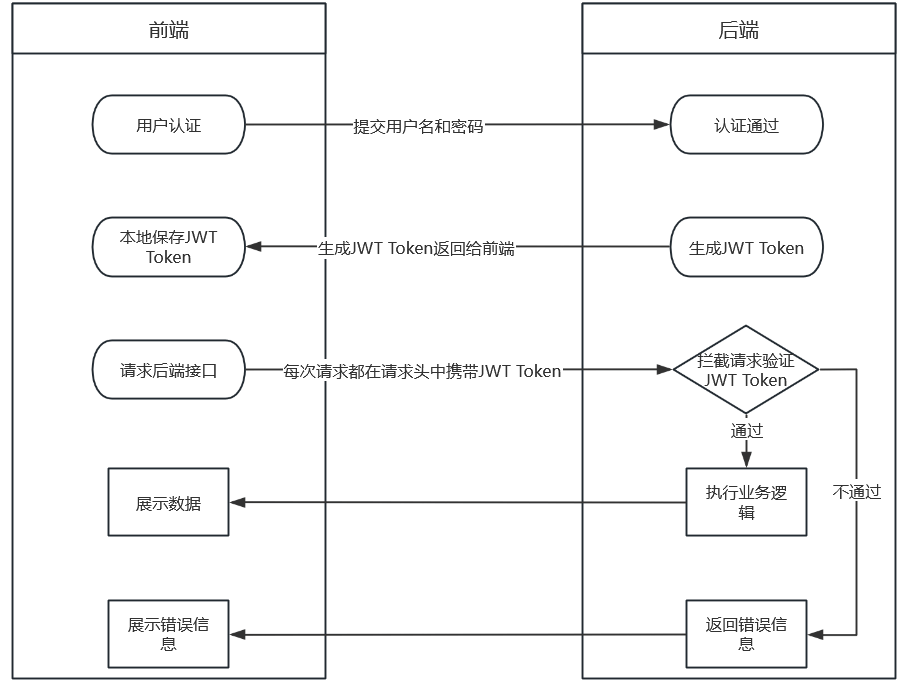 前端
后端
用户认证
提交用户名和密码
认证通过
本地保存JWT
Token
生成JWT Token返回给前端
生成JWT Token
请求后端接口
每次请求都在请求头中携带JWT Token
拦截请求验证
JWT Token
通过
不通过
展示数据
执行业务逻
辑
展示错误信
息
返回错误信
息